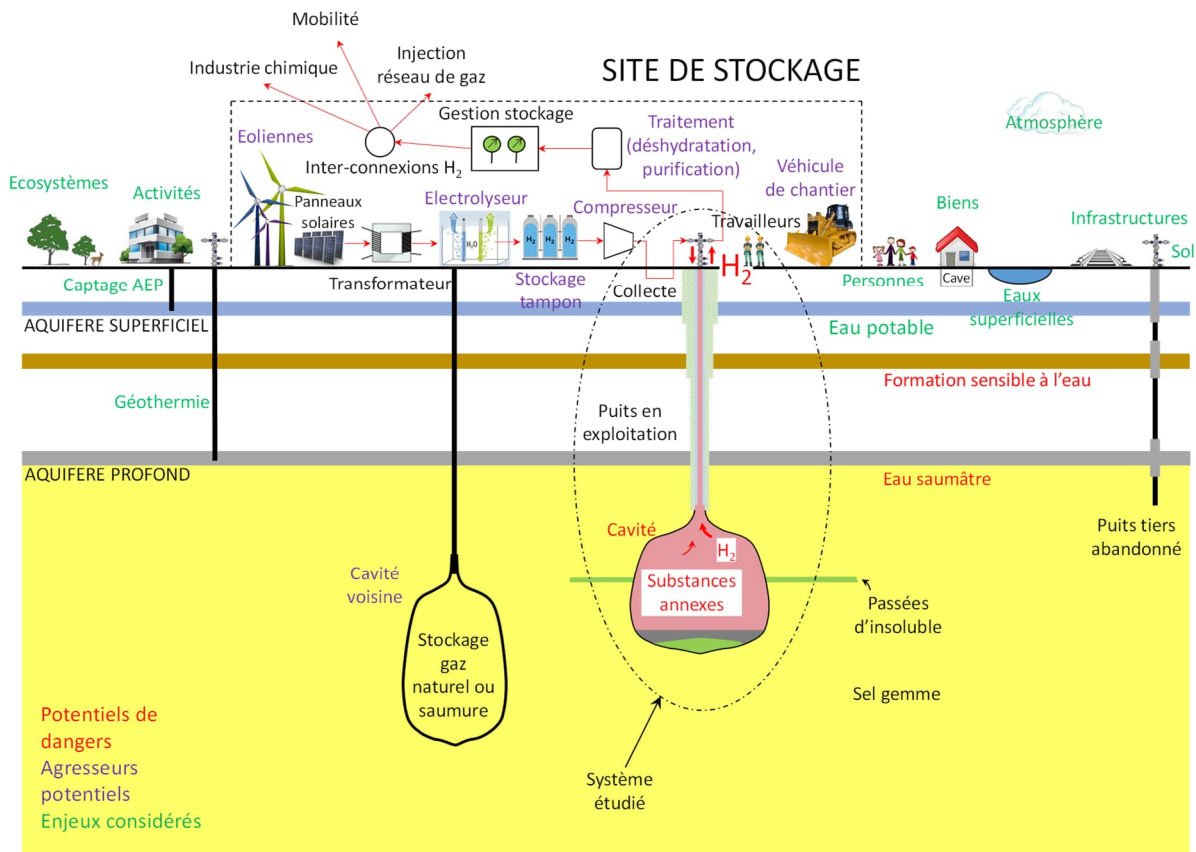 Mobilité
Injection
réseau de gaz
Industrie chimique
SITE DE STOCKAGE
Gestion stockage
Atmosphère
Traitement
(déshydratation,
purification)
Eoliennes
Inter-connexions H₂
Véhicule
de chantier
Ecosystèmes
Activités
Panneaux
solaires
Electrolyseur
Compresseur
Travailleurs
Biens
Infrastructures
H₂O
H₂
H₂
H₂
H₂
Sol
Captage AEP
Transformateur
Stockage
tampon
Collecte
Personnes
Cave
Eaux
superficielles
AQUIFERE SUPERFICIEL
Eau potable
Formation sensible à l’eau
Géothermie
Puits en
exploitation
AQUIFERE PROFOND
Eau saumâtre
Puits tiers
abandonné
Cavité
H₂
Cavité
voisine
Substances
annexes
Passées
d’insoluble
Stockage
gaz
naturel ou
saumure
Sel gemme
Potentiels de
dangers
Agresseurs
potentiels
Enjeux considérés
Système
étudié